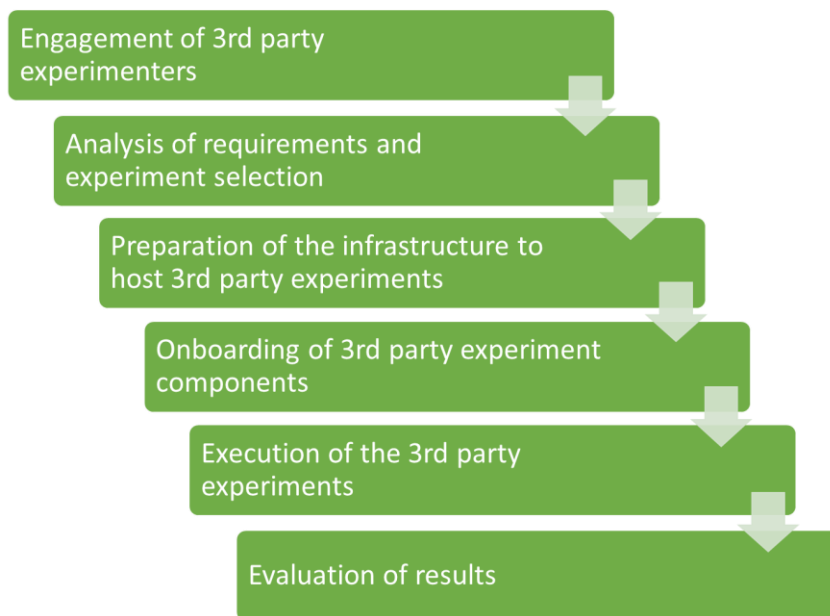 Engagement of 3rd party
experimenters
Analysis of requirements and
experiment selection
Preparation of the infrastructure to
host 3rd party experiments
Onboarding of 3rd party experiment
components
Execution of the 3rd party
experiments
Evaluation of results